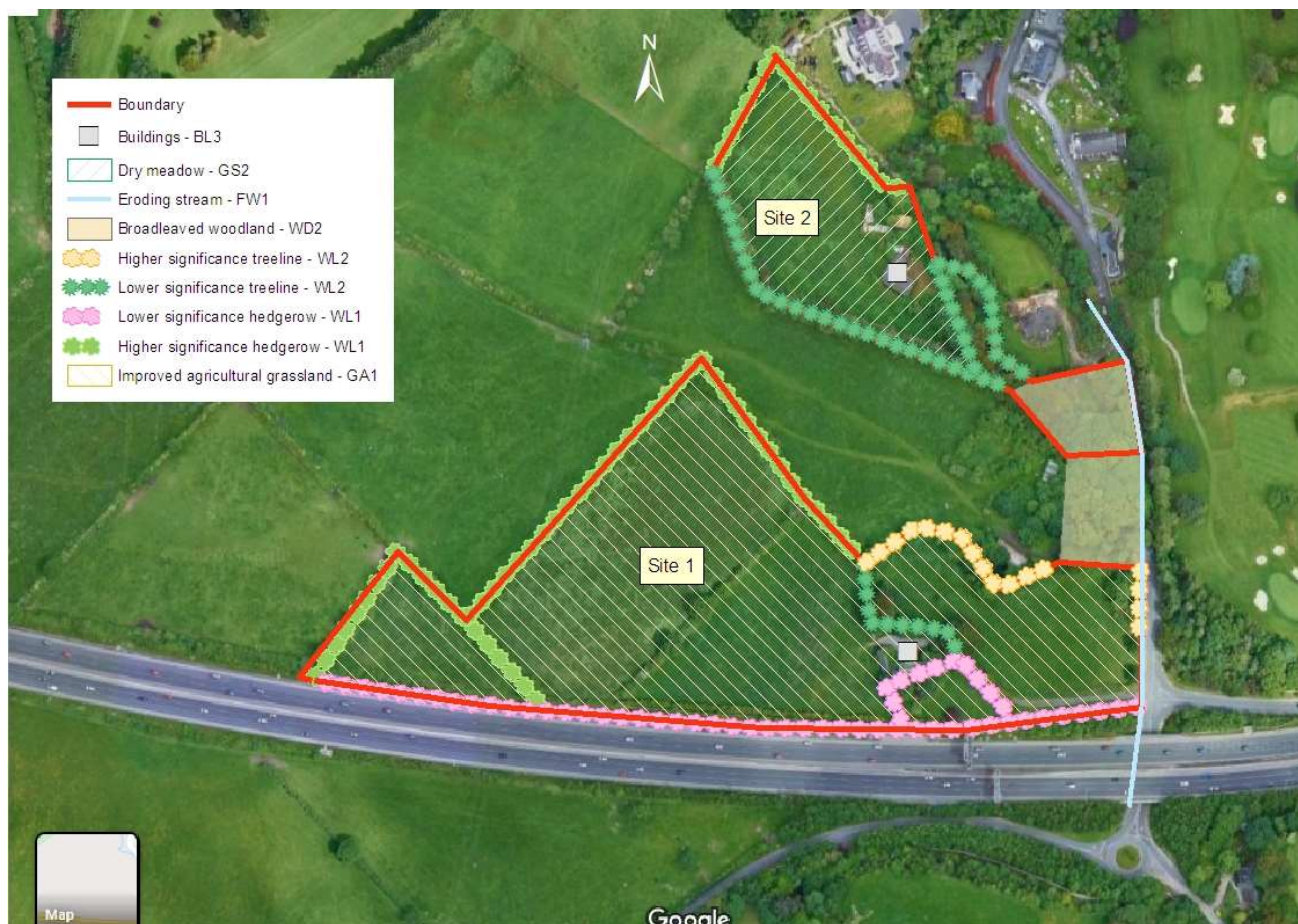 N
Boundary
Buildings - BL3
Dry meadow - GS2
Eroding stream - FW1
Broadleaved woodland - WD2
Higher significance treeline - WL2
Lower significance treeline - WL2
Lower significance hedgerow - WL1
Higher significance hedgerow - WL1
Improved agricultural grassland - GA1
Site 2
Site 1
Map
Google